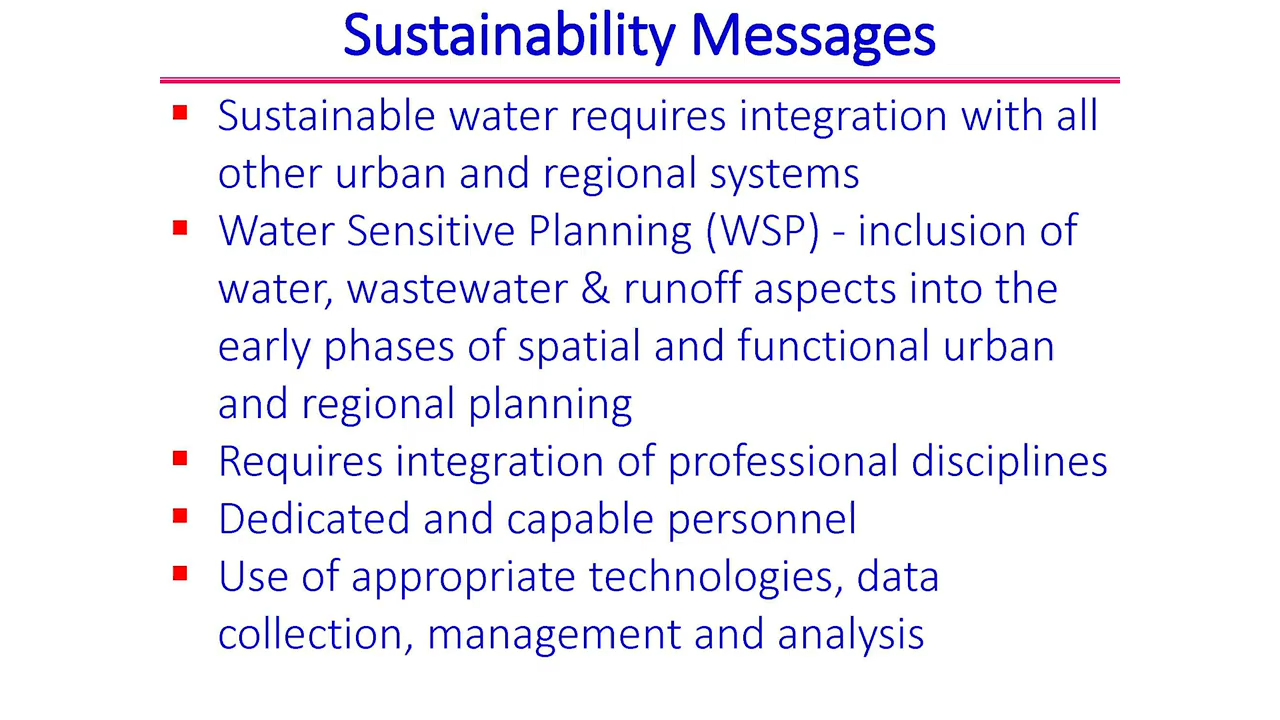 Sustainability Messages
▪ Sustainable water requires integration with all
other urban and regional systems
▪ Water Sensitive Planning (WSP) - inclusion of
water, wastewater & runoff aspects into the
early phases of spatial and functional urban
and regional planning
▪ Requires integration of professional disciplines
▪ Dedicated and capable personnel
▪ Use of appropriate technologies, data
collection, management and analysis